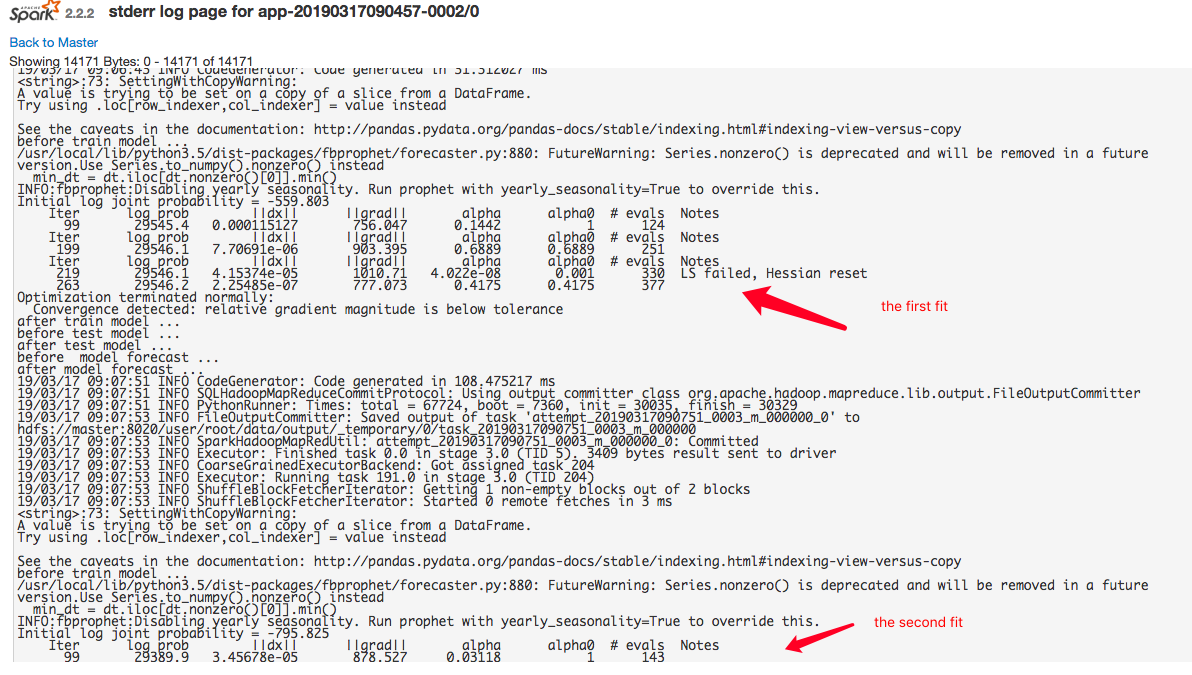 APACHE Spark 2.2.2 stderr log page for app-20190317090457-0002/0
Back to Master
Showing 14171 Bytes: 0 - 14171 of 14171
19/03/17 09:06:43 INFO CodeGenerator: Code generated in 31.312027 ms
<string>:73: SettingWithCopyWarning:
A value is trying to be set on a copy of a slice from a DataFrame.
Try using .loc[row_indexer,col_indexer] = value instead
See the caveats in the documentation: http://pandas.pydata.org/pandas-docs/stable/indexing.html#indexing-view-versus-copy
before train model ...
/usr/local/lib/python3.5/dist-packages/fbprophet/forecaster.py:880: FutureWarning: Series.nonzero() is deprecated and will be removed in a future
version.Use Series.to_numpy().nonzero() instead
min_dt = dt.iloc[dt.nonzero()[0]].min()
INFO:fbprophet:Disabling yearly seasonality. Run prophet with yearly_seasonality=True to override this.
Initial log joint probability = -559.803
Iter log prob ||dx|| ||grad|| alpha alpha0 # evals Notes
99 29545.4 0.000115127 756.047 0.1442 1 124
Iter log prob ||dx|| ||grad|| alpha alpha0 # evals Notes
199 29546.1 7.70691e-06 903.395 0.6889 0.6889 251
Iter log prob ||dx|| ||grad|| alpha alpha0 # evals Notes
219 29546.1 4.15374e-05 1010.71 4.022e-08 0.001 330 LS failed, Hessian reset
263 29546.2 2.25485e-07 777.073 0.4175 0.4175 377
Optimization terminated normally:
Convergence detected: relative gradient magnitude is below tolerance
the first fit
after train model ...
before test model ...
after test model ...
before model forecast ...
after model forecast ...
19/03/17 09:07:51 INFO CodeGenerator: Code generated in 108.475217 ms
19/03/17 09:07:51 INFO SQLHadoopMapReduceCommitProtocol: Using output committer class org.apache.hadoop.mapreduce.lib.output.FileOutputCommitter
19/03/17 09:07:51 INFO PythonRunner: Times: total = 67724, boot = 7360, init = 30035, finish = 30329
19/03/17 09:07:53 INFO FileOutputCommitter: Saved output of task 'attempt_20190317090751_0003_m_000000_0' to
hdfs://master:8020/user/root/data/output/_temporary/0/task_20190317090751_0003_m_000000
19/03/17 09:07:53 INFO SparkHadoopMapRedUtil: attempt_20190317090751_0003_m_000000_0: Committed
19/03/17 09:07:53 INFO Executor: Finished task 0.0 in stage 3.0 (TID 5). 3409 bytes result sent to driver
19/03/17 09:07:53 INFO CoarseGrainedExecutorBackend: Got assigned task 204
19/03/17 09:07:53 INFO Executor: Running task 191.0 in stage 3.0 (TID 204)
19/03/17 09:07:53 INFO ShuffleBlockFetcherIterator: Getting 1 non-empty blocks out of 2 blocks
19/03/17 09:07:53 INFO ShuffleBlockFetcherIterator: Started 0 remote fetches in 3 ms
<string>:73: SettingWithCopyWarning:
A value is trying to be set on a copy of a slice from a DataFrame.
Try using .loc[row_indexer,col_indexer] = value instead
See the caveats in the documentation: http://pandas.pydata.org/pandas-docs/stable/indexing.html#indexing-view-versus-copy
before train model ...
/usr/local/lib/python3.5/dist-packages/fbprophet/forecaster.py:880: FutureWarning: Series.nonzero() is deprecated and will be removed in a future
version.Use Series.to_numpy().nonzero() instead
min_dt = dt.iloc[dt.nonzero()[0]].min()
INFO:fbprophet:Disabling yearly seasonality. Run prophet with yearly_seasonality=True to override this.
the second fit
Initial log joint probability = -795.825
Iter log prob ||dx|| ||grad|| alpha alpha0 # evals Notes
99 29389.9 3.45678e-05 878.527 0.03118 1 143